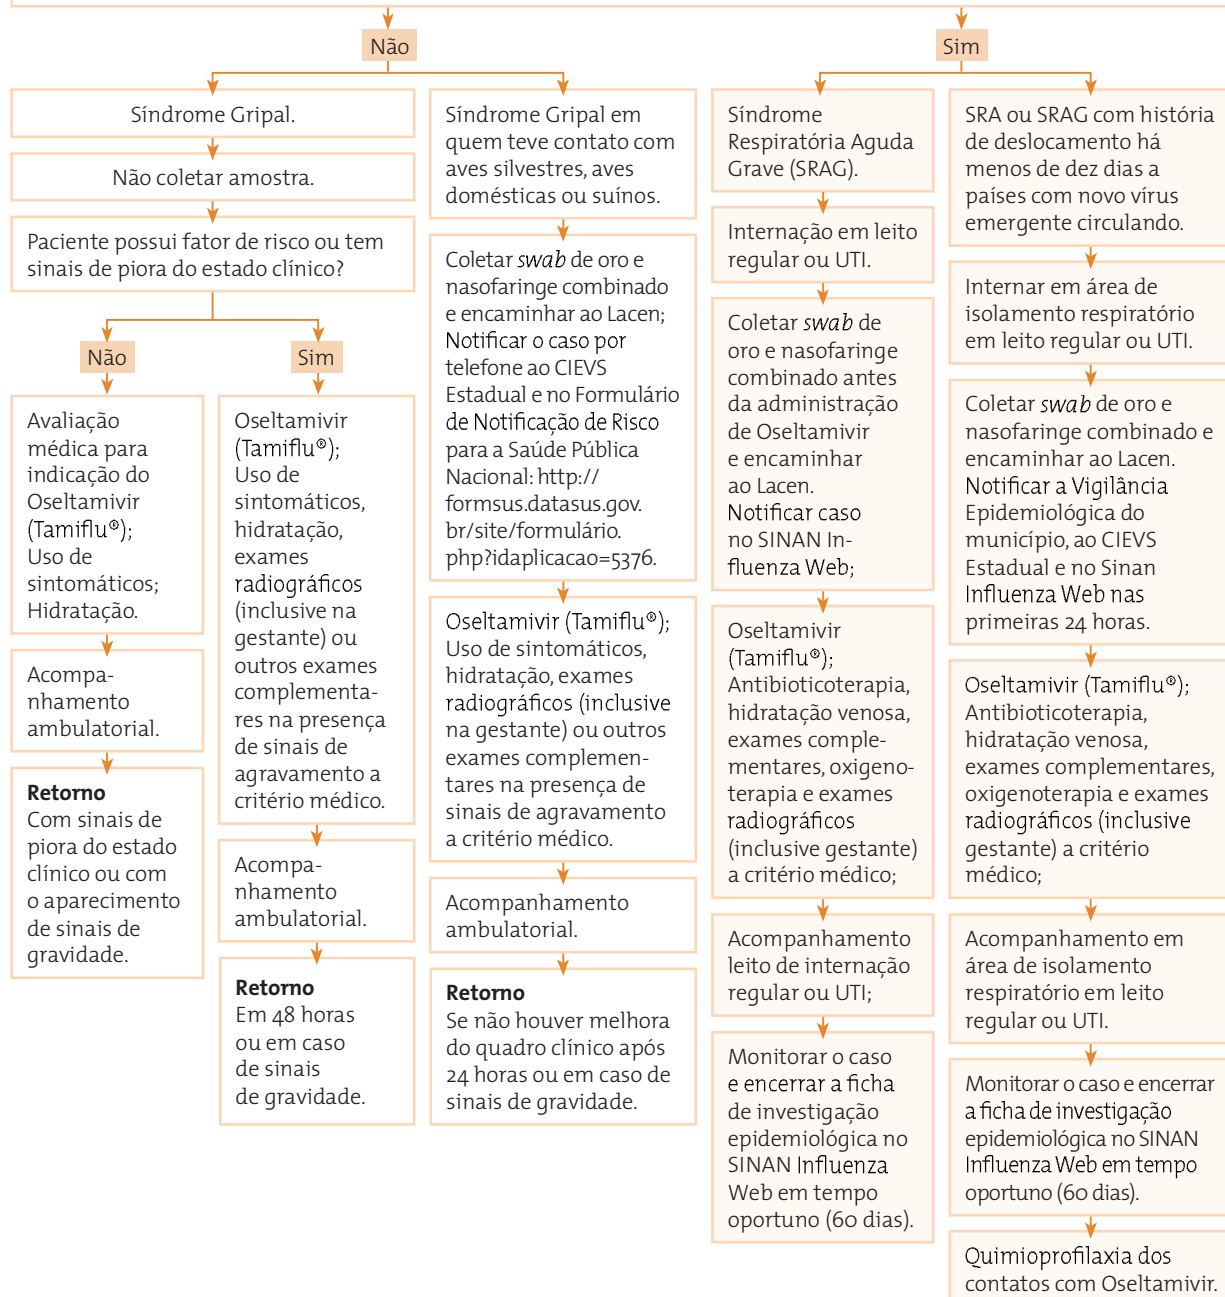 Não
Sim
Síndrome Gripal.
Não coletar amostra.
Paciente possui fator de risco ou tem
sinais de piora do estado clínico?
Não
Avaliação
médica para
indicação do
Oseltamivir
(Tamiflu®);
Uso de
sintomáticos;
Hidratação.
Acompa-
nhamento
ambulatorial.
Retorno
Com sinais de
piora do estado
clínico ou com
o aparecimento
de sinais de
gravidade.
Sim
Oseltamivir
(Tamiflu®);
Uso de
sintomáticos,
hidratação,
exames
radiográficos
(inclusive na
gestante) ou
outros exames
complementa-
res na presença
de sinais de
agravamento a
critério médico.
Acompa-
nhamento
ambulatorial.
Retorno
Em 48 horas
ou em caso
de sinais
de gravidade.
Síndrome Gripal em
quem teve contato com
aves silvestres, aves
domésticas ou suínos.
Coletar swab de oro e
nasofaringe combinado
e encaminhar ao Lacen;
Notificar o caso por
telefone ao CIEVS
Estadual e no Formulário
de Notificação de Risco
para a Saúde Pública
Nacional: http://
formsus.datasus.gov.
br/site/formulário.
php?idaplicacao=5376.
Oseltamivir (Tamiflu®);
Uso de sintomáticos,
hidratação, exames
radiográficos (inclusive
na gestante) ou outros
exames complemen-
tares na presença de
sinais de agravamento
a critério médico.
Acompanhamento
ambulatorial.
Retorno
Se não houver melhora
do quadro clínico após
24 horas ou em caso de
sinais de gravidade.
Síndrome
Respiratória Aguda
Grave (SRAG).
Internação em leito
regular ou UTI.
Coletar swab de
oro e nasofaringe
combinado antes
da administração
de Oseltamivir
e encaminhar
ao Lacen.
Notificar caso
no SINAN In-
fluenza Web;
Oseltamivir
(Tamiflu®);
Antibioticoterapia,
hidratação venosa,
exames comple-
mentares, oxigeno-
terapia e exames
radiográficos
(inclusive gestante)
a critério médico;
Acompanhamento
leito de internação
regular ou UTI;
Monitorar o caso
e encerrar a ficha
de investigação
epidemiológica no
SINAN Influenza
Web em tempo
oportuno (60 dias).
SRA ou SRAG com história
de deslocamento há
menos de dez dias a
países com novo vírus
emergente circulando.
Internar em área de
isolamento respiratório
em leito regular ou UTI.
Coletar swab de oro e
nasofaringe combinado e
encaminhar ao Lacen.
Notificar a Vigilância
Epidemiológica do
município, ao CIEVS
Estadual e no Sinan
Influenza Web nas
primeiras 24 horas.
Oseltamivir (Tamiflu®);
Antibioticoterapia,
hidratação venosa,
exames complementares,
oxigenoterapia e exames
radiográficos (inclusive
gestante) a critério
médico;
Acompanhamento em
área de isolamento
respiratório em leito
regular ou UTI.
Monitorar o caso e encerrar
a ficha de investigação
epidemiológica no SINAN
Influenza Web em tempo
oportuno (60 dias).
Quimioprofilaxia dos
contatos com Oseltamivir.